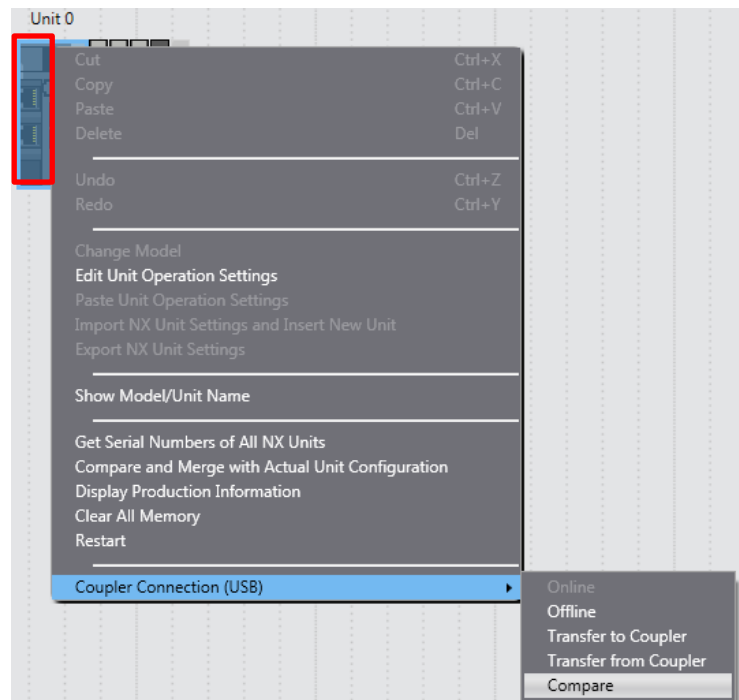 Unit 0
Cut Ctrl+X
Copy Ctrl+C
Paste Ctrl+V
Delete Del
Undo Ctrl+Z
Redo Ctrl+Y
Change Model
Edit Unit Operation Settings
Paste Unit Operation Settings
Import NX Unit Settings and Insert New Unit
Export NX Unit Settings
Show Model/Unit Name
Get Serial Numbers of All NX Units
Compare and Merge with Actual Unit Configuration
Display Production Information
Clear All Memory
Restart
Coupler Connection (USB)
Online
Offline
Transfer to Coupler
Transfer from Coupler
Compare